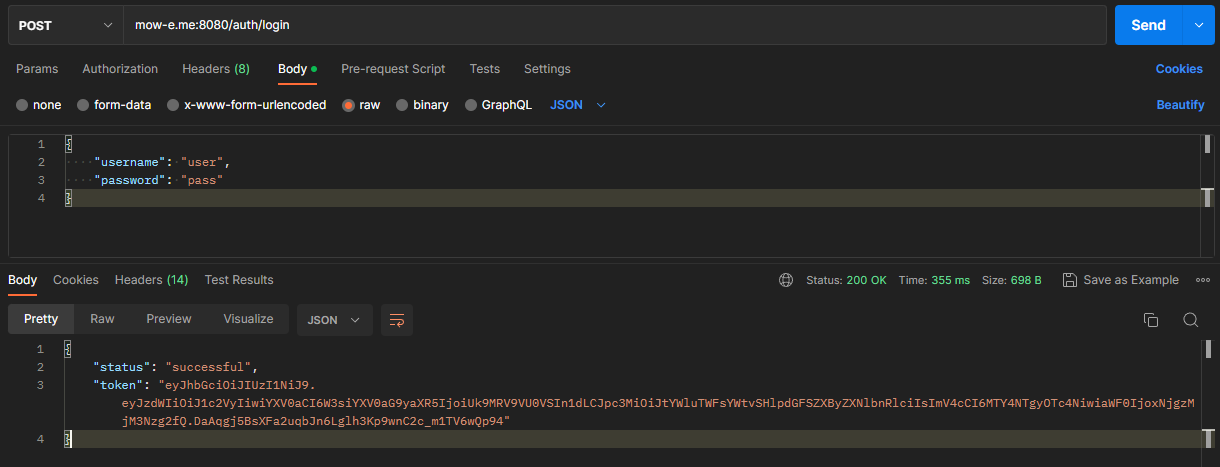 POST mow-e.me:8080/auth/login Send
Params Authorization Headers (8) Body Pre-request Script Tests Settings Cookies
none form-data x-www-form-urlencoded raw binary GraphQL JSON Beautify
1 {
2 "username": "user",
3 "password": "pass"
4 }
Body Cookies Headers (14) Test Results Status: 200 OK Time: 355 ms Size: 698 B Save as Example
Pretty Raw Preview Visualize JSON
1 {
2 "status": "successful",
3 "token": "eyJhbGciOiJIUzI1NiJ9.
eyJzdWIiOiJ1c2VyIiwiYXV0aCI6W3siYXV0aG9yaXR5IjoiUk9MRV9VU0VSIn1dLCJpc3MiOiJtYWluTWFsYWtvSHlpdGFSZXByZXNlbnRlciIsImV4cCI6MTY4NTgyOTc4NiwiaWF0IjoxNjgzM
jM3Nzg2fQ.DaAqgj5BsXFa2uqbJn6Lglh3Kp9wnC2c_m1TV6wQp94"
4 }